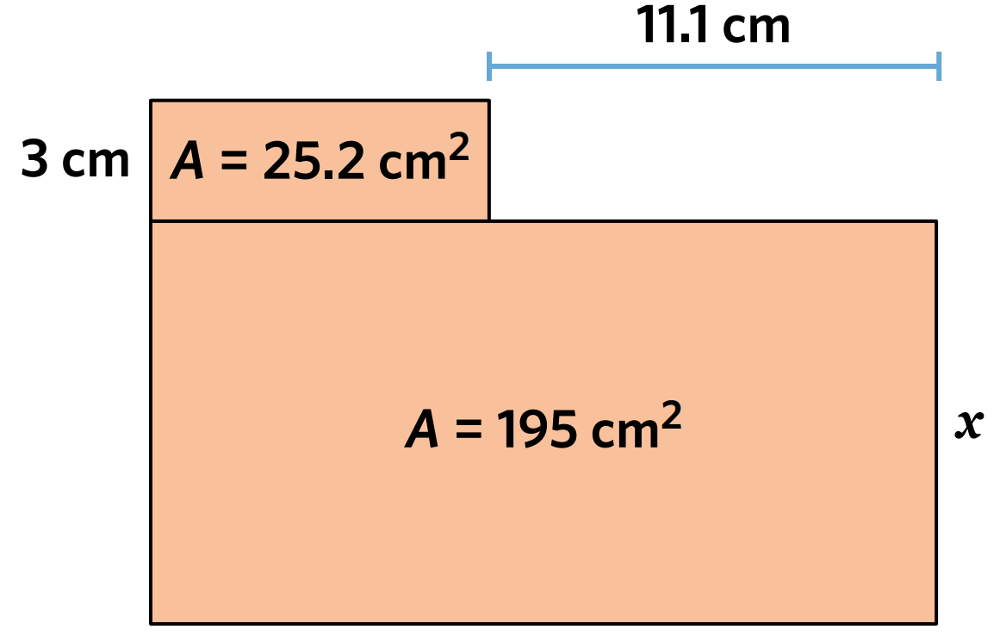 11.1 cm
3 cm
A = 25.2 cm²
A = 195 cm²
x